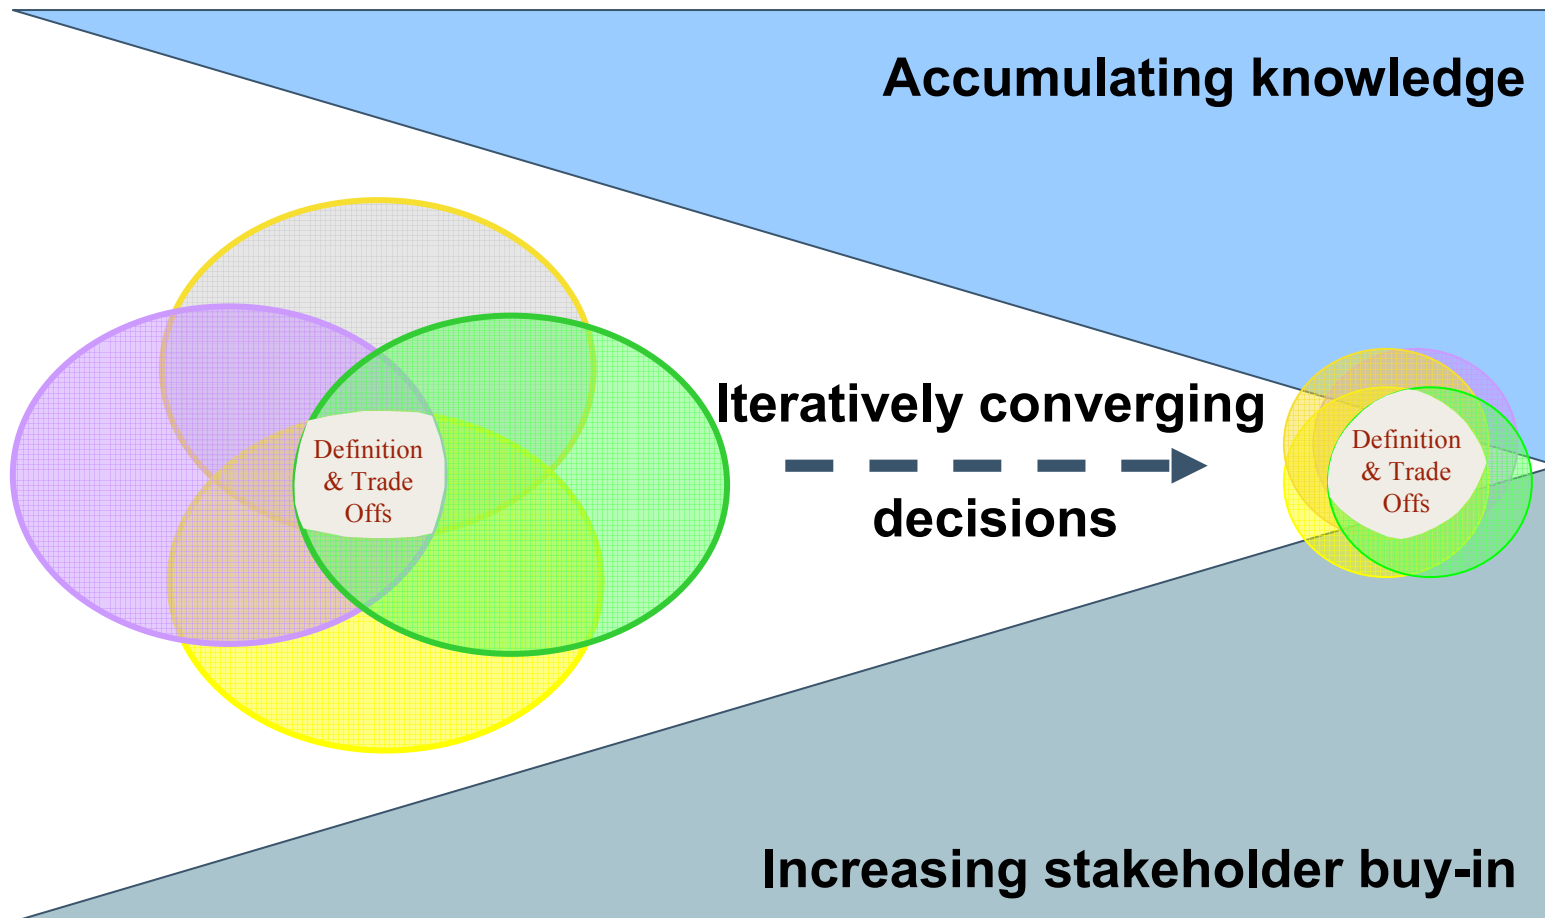 Accumulating knowledge
Definition
& Trade
Offs
Iteratively converging
decisions
Definition
& Trade
Offs
Increasing stakeholder buy-in